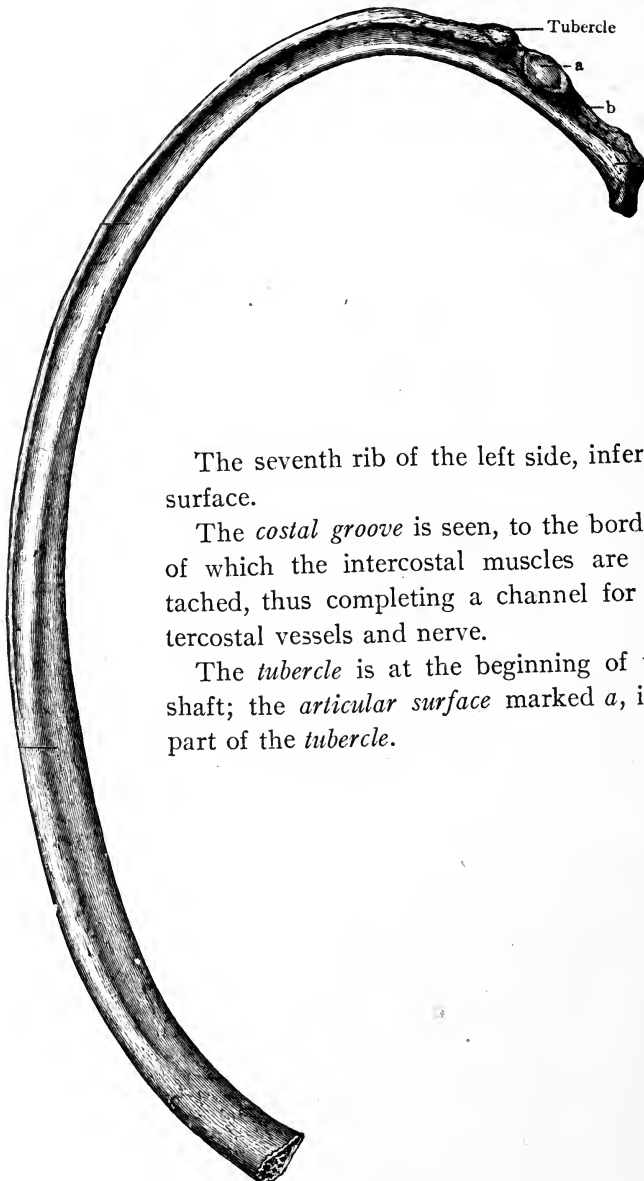 Tubercle
a
b
The seventh rib of the left side, infer
surface.
The costal groove is seen, to the bord
of which the intercostal muscles are
tached, thus completing a channel for
tercostal vessels and nerve.
The tubercle is at the beginning of
shaft; the articular surface marked a, i
part of the tubercle.